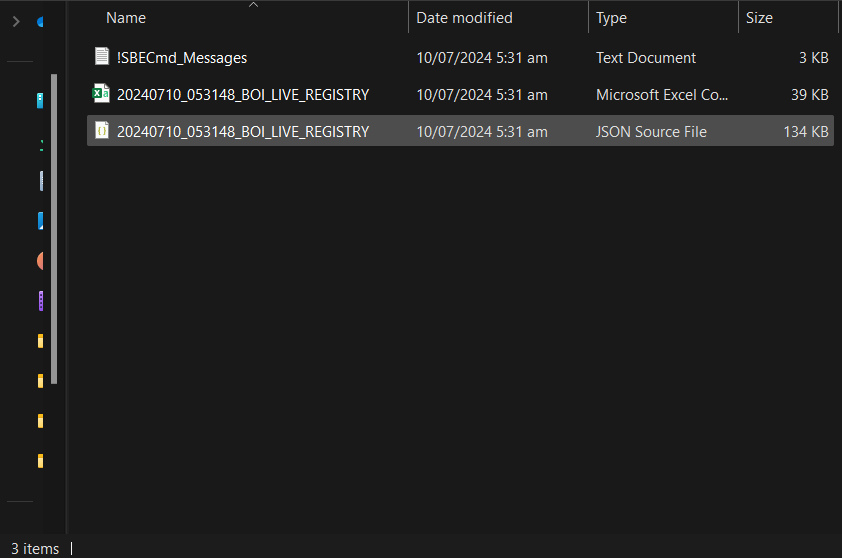 Name Date modified Type Size
!SBECmd_Messages 10/07/2024 5:31 am Text Document 3 KB
20240710_053148_BOI_LIVE_REGISTRY 10/07/2024 5:31 am Microsoft Excel Co... 39 KB
20240710_053148_BOI_LIVE_REGISTRY 10/07/2024 5:31 am JSON Source File 134 KB
3 items